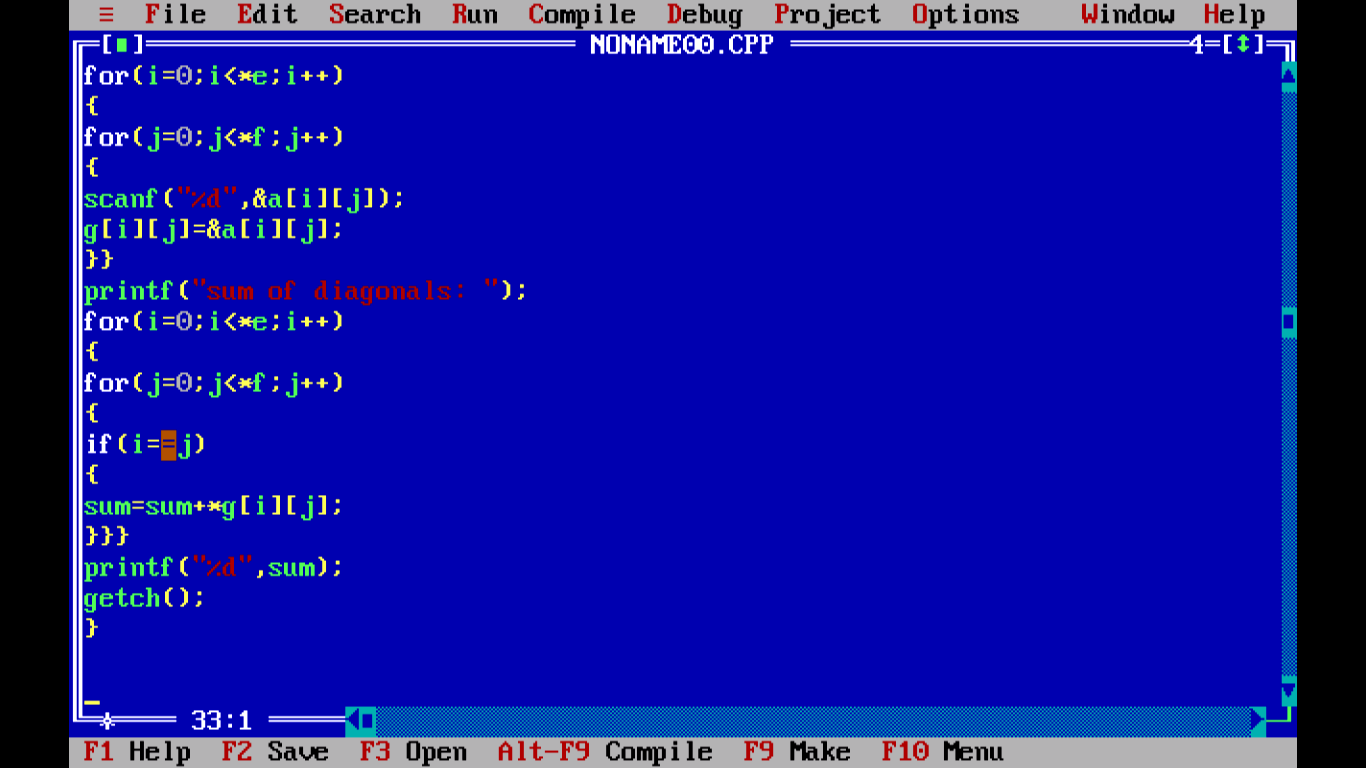 ≡ File Edit Search Run Compile Debug Project Options Window Help
[■] NONAME00.CPP 4=[↕]
for(i=0;i<*e;i++)
{
for(j=0;j<*f;j++)
{
scanf("%d",&a[i][j]);
g[i][j]=&a[i][j];
}}
printf("sum of diagonals: ");
for(i=0;i<*e;i++)
{
for(j=0;j<*f;j++)
{
if(i==j)
{
sum=sum+*g[i][j];
}}}
printf("%d",sum);
getch();
}
33:1
F1 Help F2 Save F3 Open Alt-F9 Compile F9 Make F10 Menu